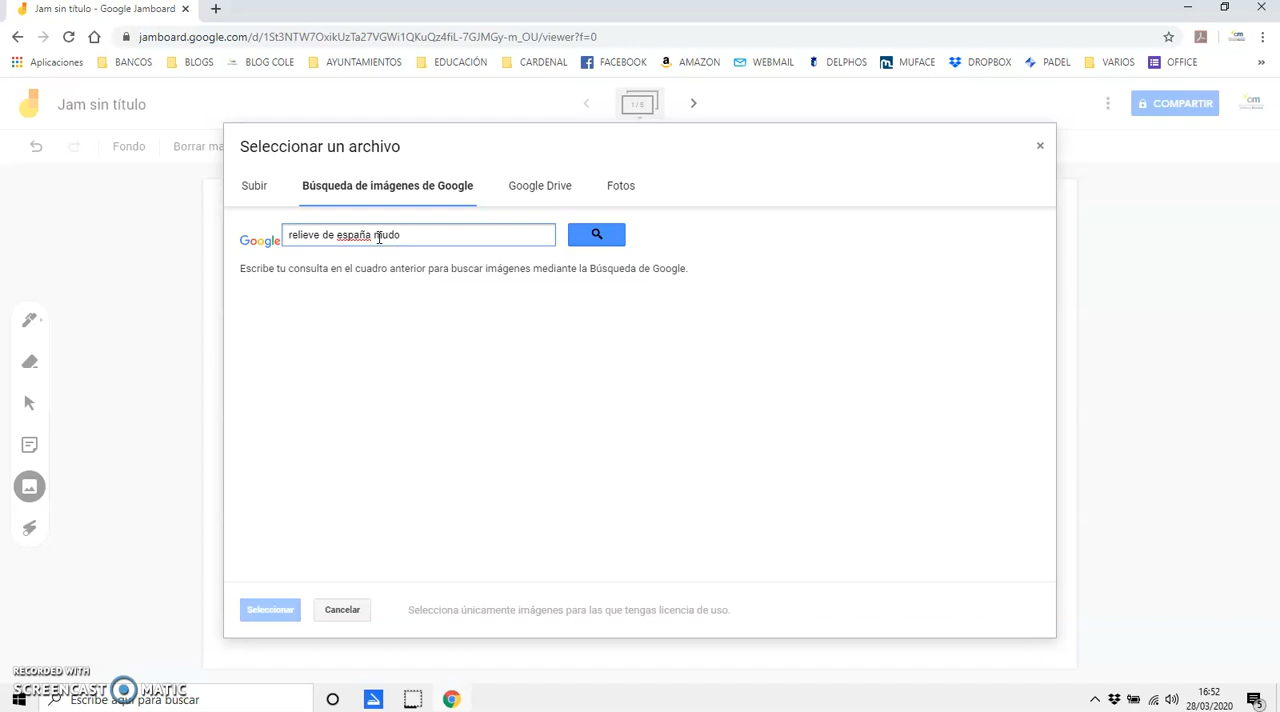 Jam sin título - Google Jamboard
jamboard.google.com/d/1St3NTW7OxikUzTa27VGWi1QKuQz4fiL-7GJMGy-m_OU/viewer?f=0
Aplicaciones BANCOS BLOGS BLOG COLE AYUNTAMIENTOS EDUCACIÓN CARDENAL FACEBOOK AMAZON WEBMAIL DELPHOS MUFACE DROPBOX PADEL VARIOS OFFICE »
Jam sin título
1/5
COMPARTIR
Fondo Borrar ma
Seleccionar un archivo
Subir Búsqueda de imágenes de Google Google Drive Fotos
Google relieve de españa mudo
Escribe tu consulta en el cuadro anterior para buscar imágenes mediante la Búsqueda de Google.
Seleccionar Cancelar Selecciona únicamente imágenes para las que tengas licencia de uso.
RECORDED WITH
SCREENCAST MATIC
Escribe aquí para buscar
16:52
28/03/2020
5